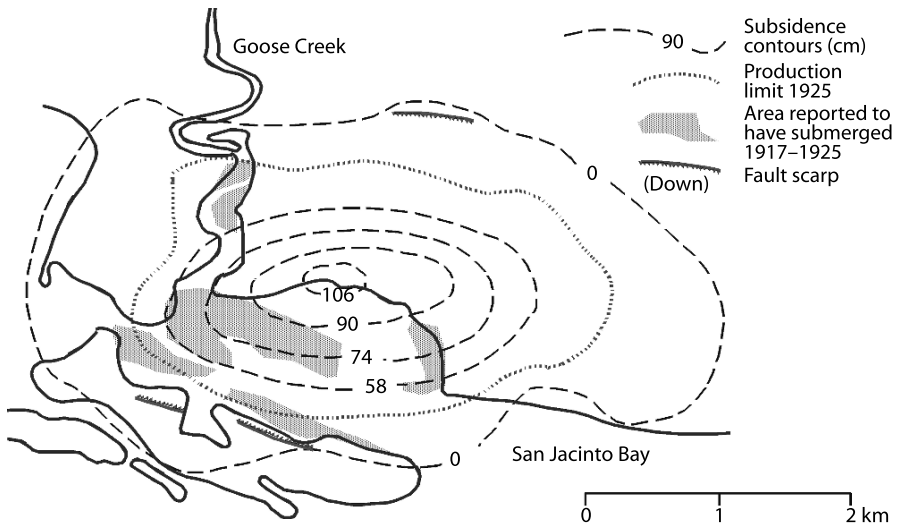 Goose Creek
90
Subsidence
contours (cm)
Production
limit 1925
Area reported to
have submerged
1917–1925
(Down)
Fault scarp
0
106
90
74
58
0
San Jacinto Bay
0
1
2 km